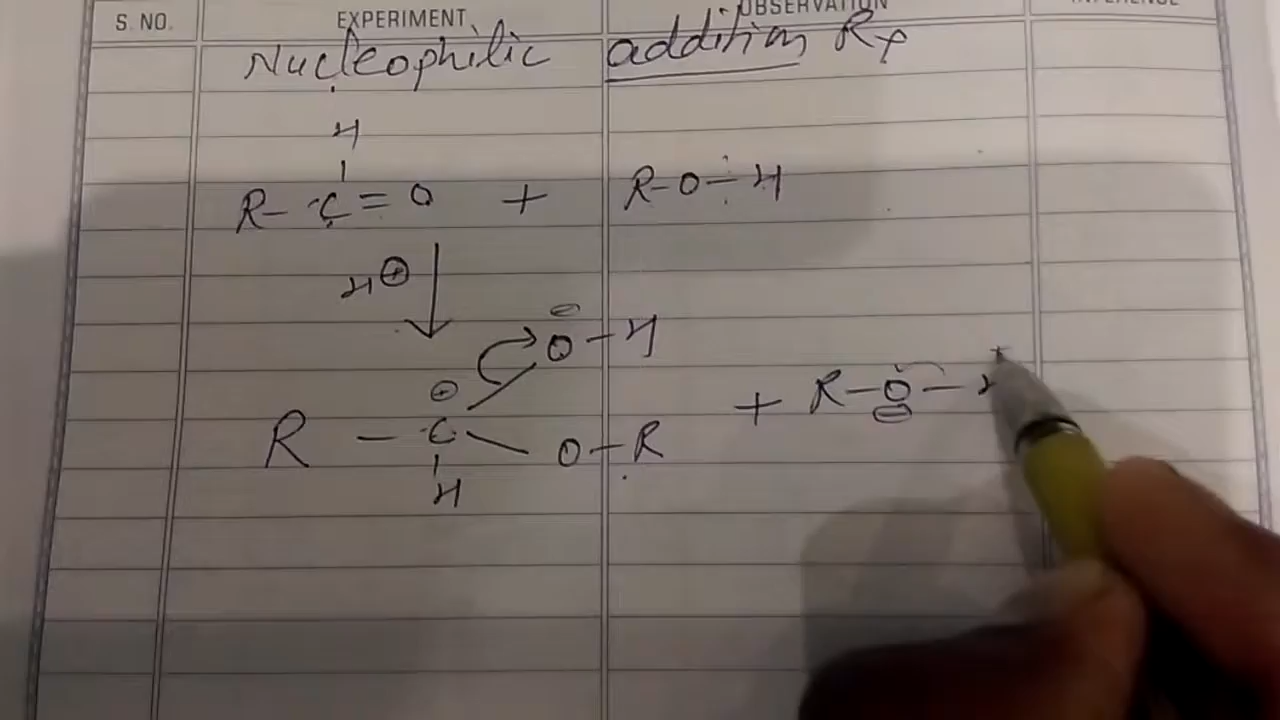 S. NO. EXPERIMENT OBSERVATION
Nucleophilic addition Rx
H
R - C = O + R - O - H
H⊕
⊖
O - H
⊕
R - C O - R + R - O -
H